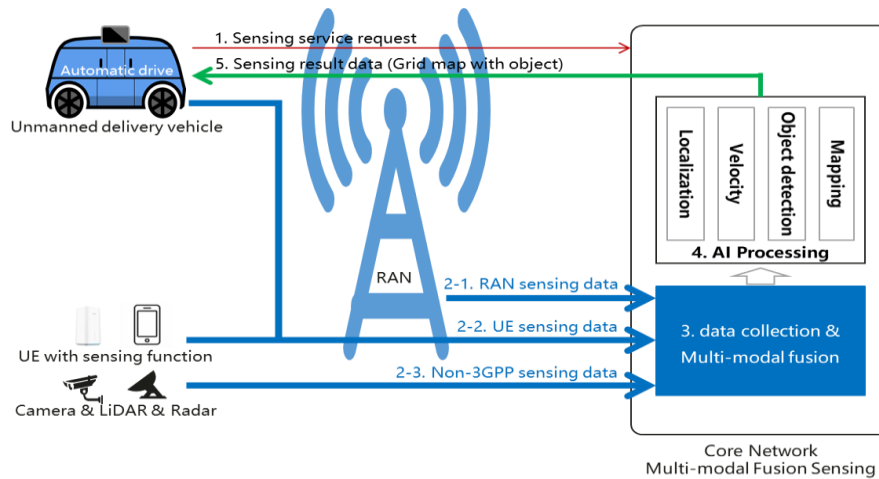 1. Sensing service request
5. Sensing result data (Grid map with object)
Automatic drive
Unmanned delivery vehicle
Localization
Velocity
Object detection
Mapping
4. AI Processing
RAN
2-1. RAN sensing data
2-2. UE sensing data
3. data collection &
Multi-modal fusion
UE with sensing function
2-3. Non-3GPP sensing data
Camera & LiDAR & Radar
Core Network
Multi-modal Fusion Sensing